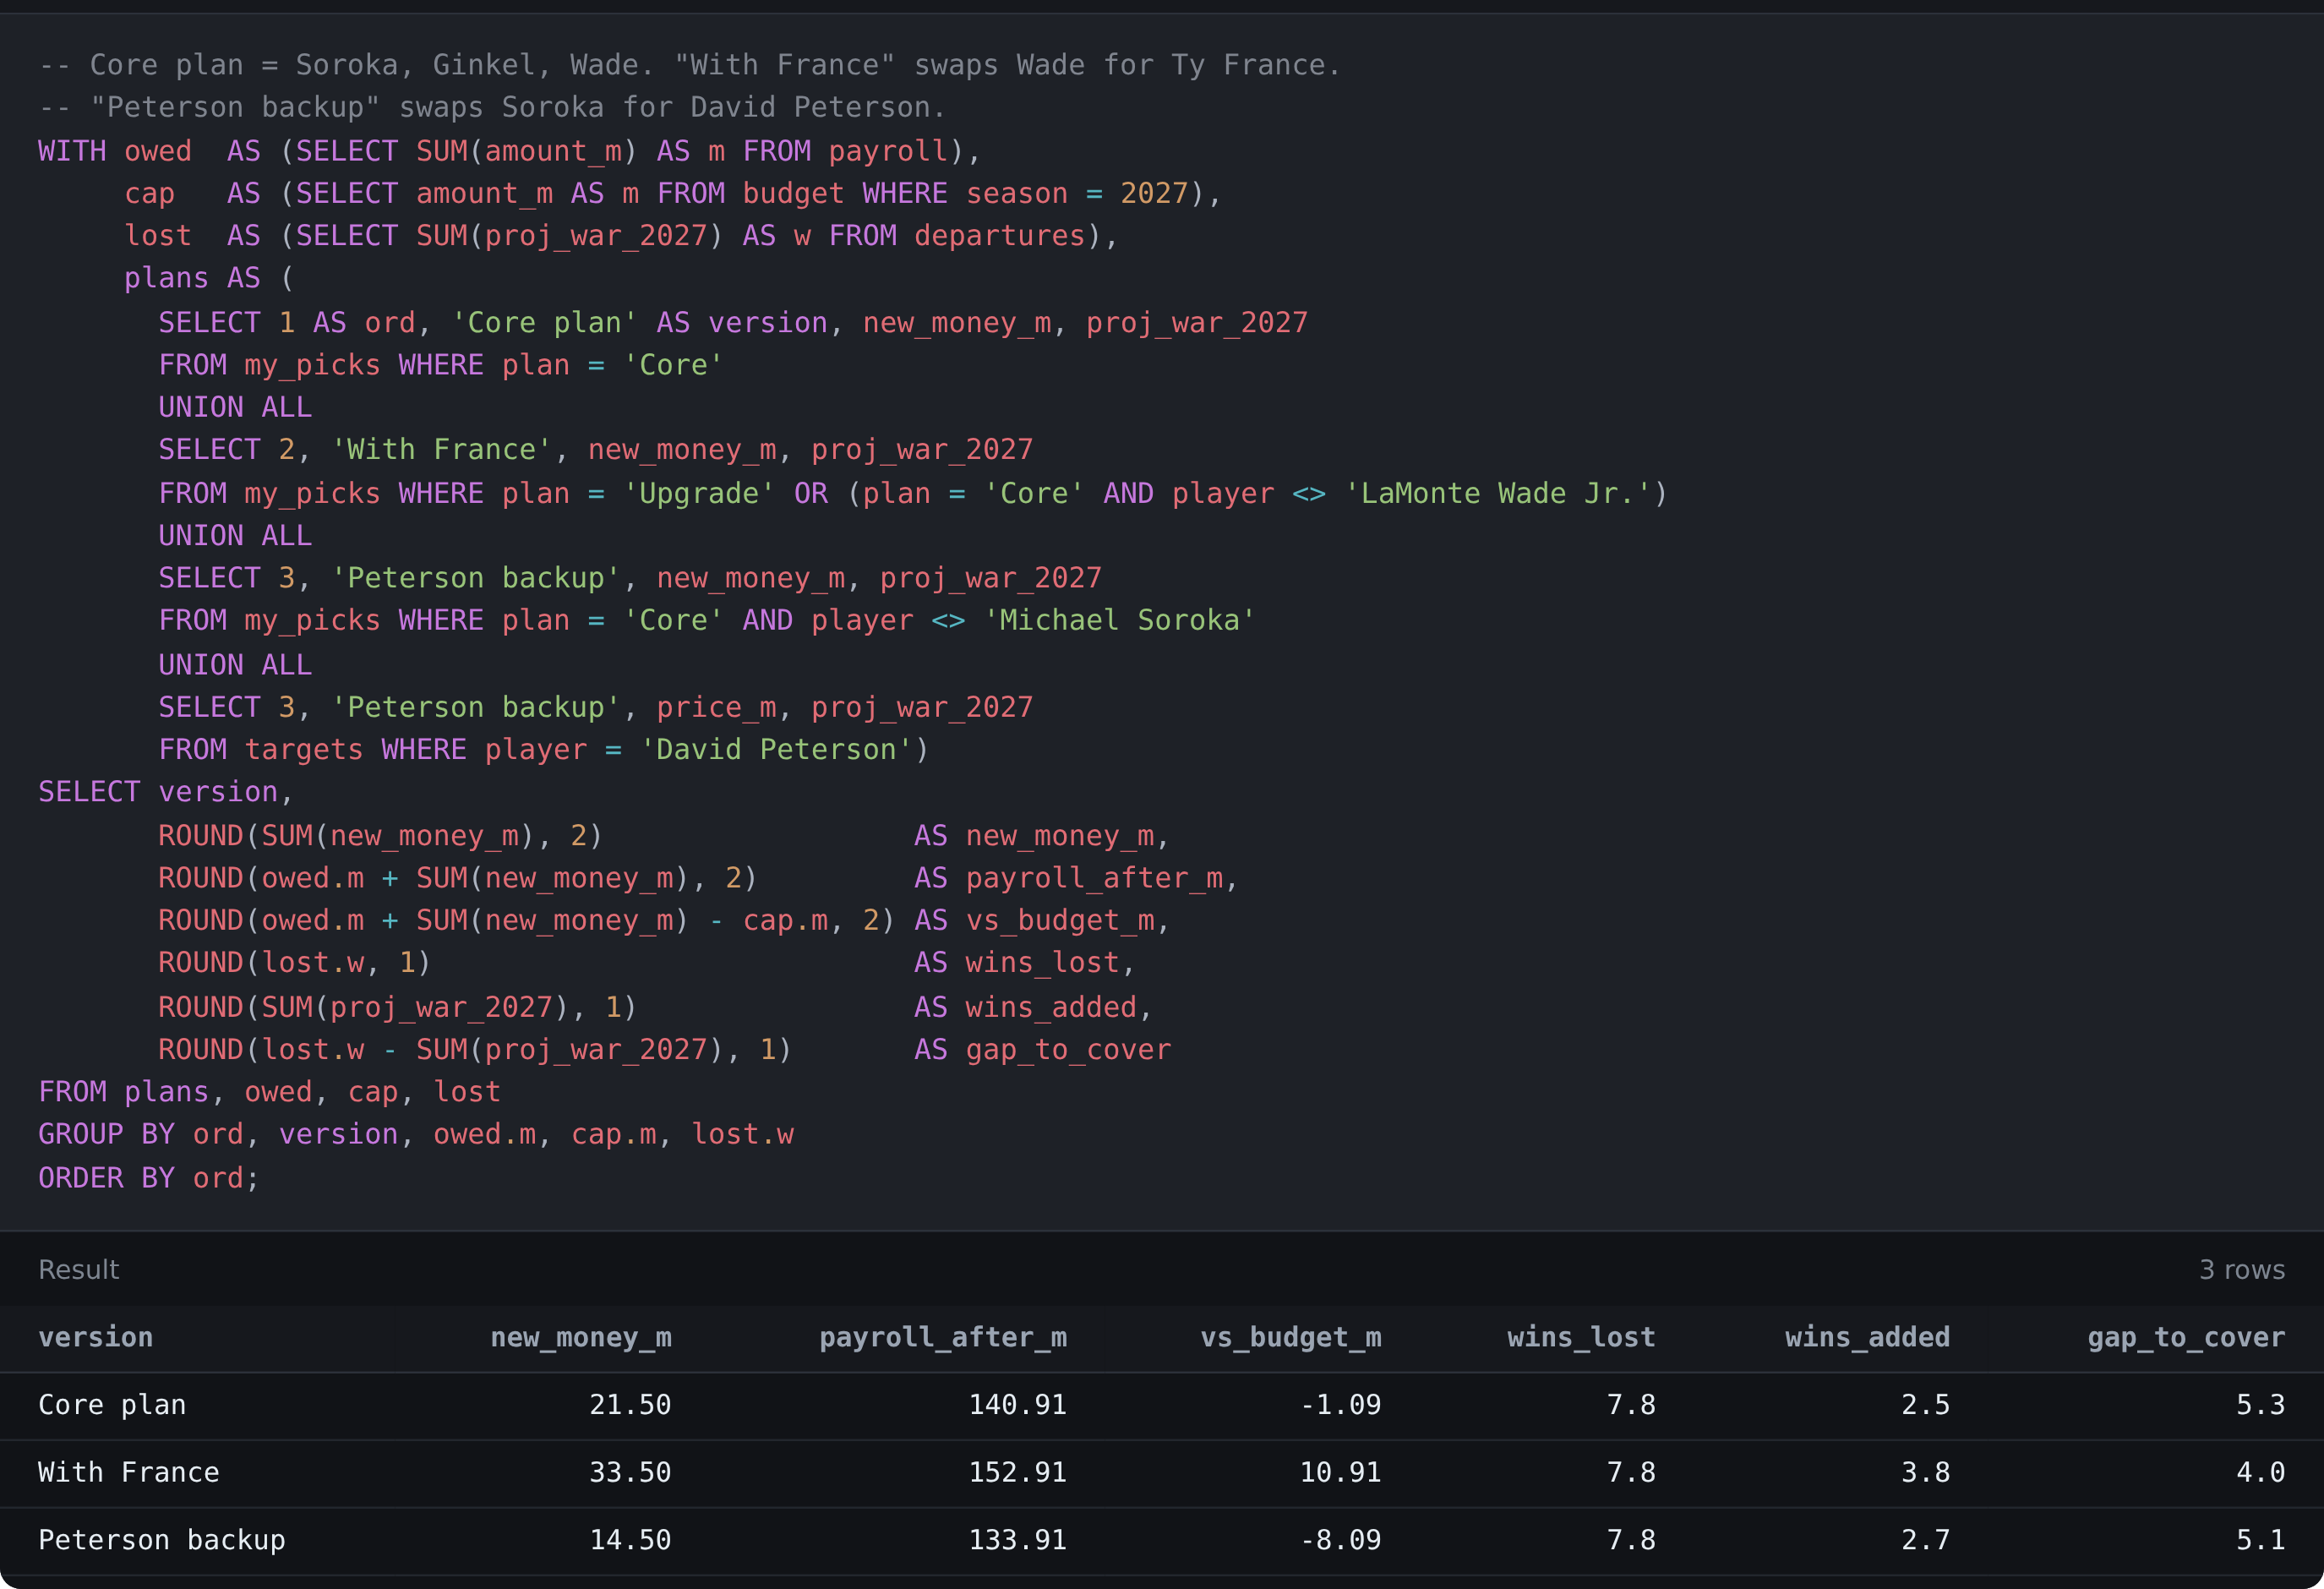 -- Core plan = Soroka, Ginkel, Wade. "With France" swaps Wade for Ty France.
-- "Peterson backup" swaps Soroka for David Peterson.
WITH owed  AS (SELECT SUM(amount_m) AS m FROM payroll),
     cap   AS (SELECT amount_m AS m FROM budget WHERE season = 2027),
     lost  AS (SELECT SUM(proj_war_2027) AS w FROM departures),
     plans AS (
       SELECT 1 AS ord, 'Core plan' AS version, new_money_m, proj_war_2027
       FROM my_picks WHERE plan = 'Core'
       UNION ALL
       SELECT 2, 'With France', new_money_m, proj_war_2027
       FROM my_picks WHERE plan = 'Upgrade' OR (plan = 'Core' AND player <> 'LaMonte Wade Jr.')
       UNION ALL
       SELECT 3, 'Peterson backup', new_money_m, proj_war_2027
       FROM my_picks WHERE plan = 'Core' AND player <> 'Michael Soroka'
       UNION ALL
       SELECT 3, 'Peterson backup', price_m, proj_war_2027
       FROM targets WHERE player = 'David Peterson')
SELECT version,
       ROUND(SUM(new_money_m), 2)                  AS new_money_m,
       ROUND(owed.m + SUM(new_money_m), 2)         AS payroll_after_m,
       ROUND(owed.m + SUM(new_money_m) - cap.m, 2) AS vs_budget_m,
       ROUND(lost.w, 1)                            AS wins_lost,
       ROUND(SUM(proj_war_2027), 1)                AS wins_added,
       ROUND(lost.w - SUM(proj_war_2027), 1)       AS gap_to_cover
FROM plans, owed, cap, lost
GROUP BY ord, version, owed.m, cap.m, lost.w
ORDER BY ord;
Result 3 rows
version new_money_m payroll_after_m vs_budget_m wins_lost wins_added gap_to_cover
Core plan 21.50 140.91 -1.09 7.8 2.5 5.3
With France 33.50 152.91 10.91 7.8 3.8 4.0
Peterson backup 14.50 133.91 -8.09 7.8 2.7 5.1